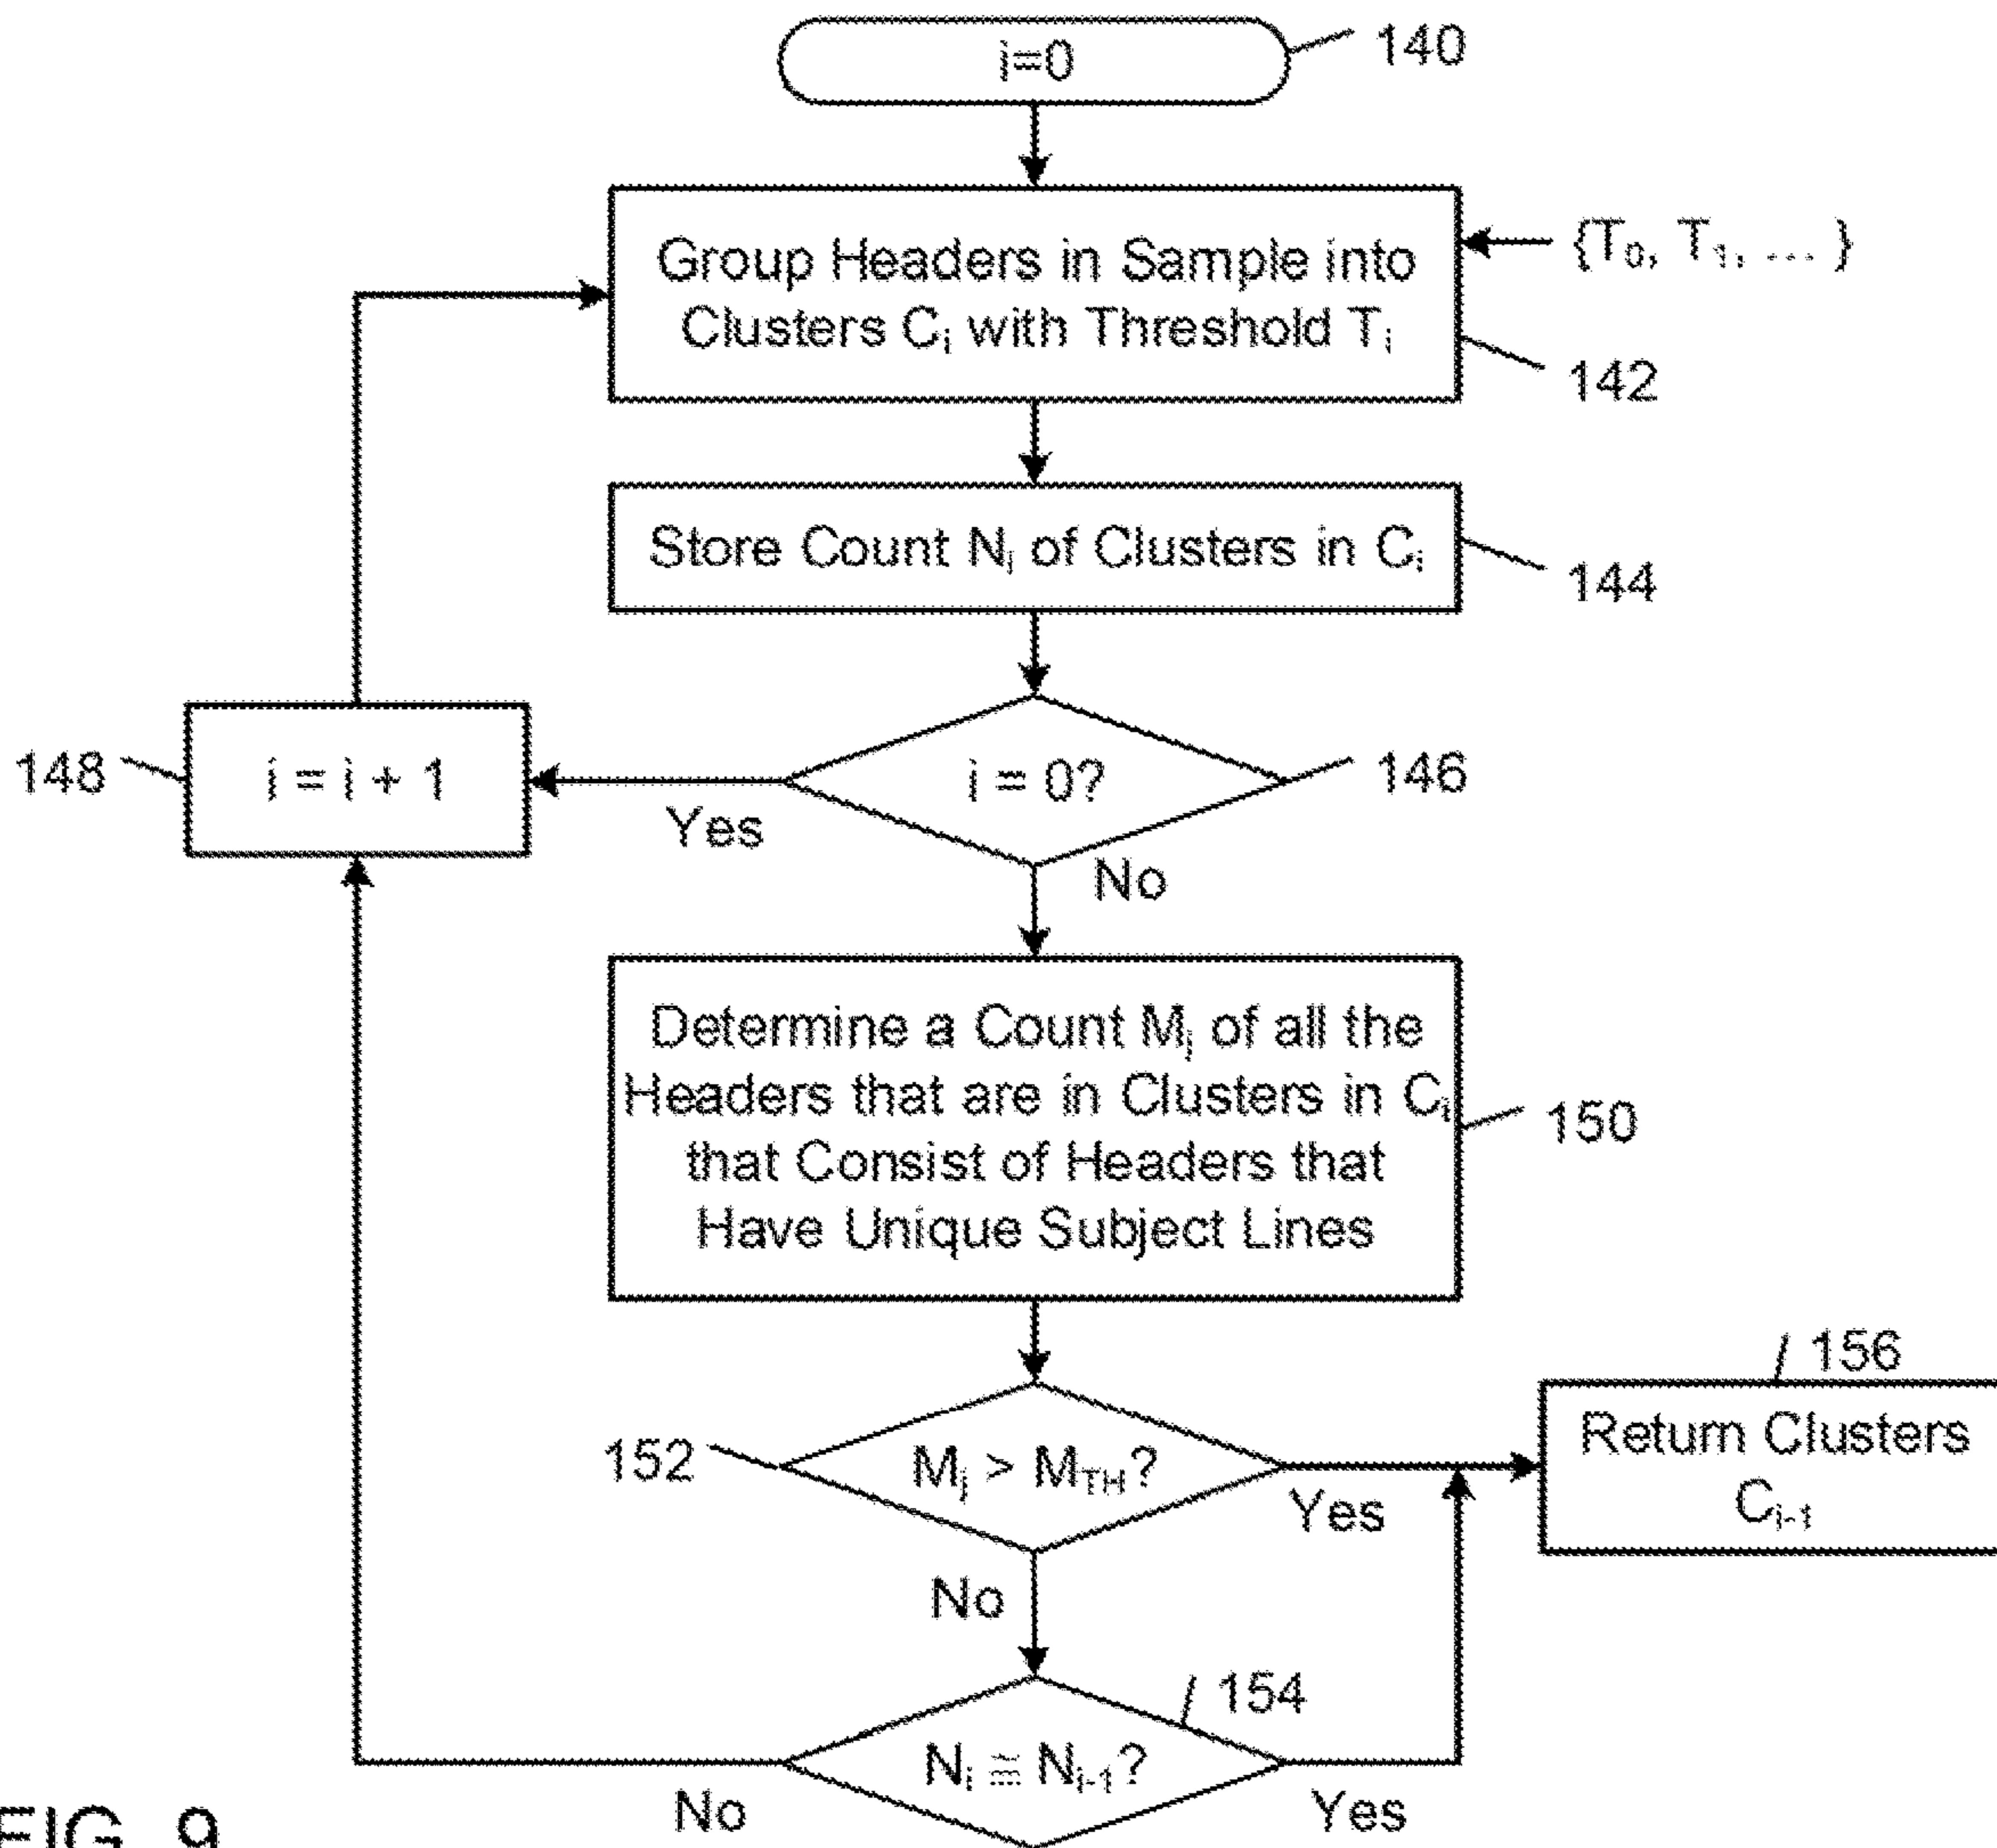 i=0
140
Group Headers in Sample into
Clusters Cᵢ with Threshold Tᵢ
{T₀, T₁, ... }
142
Store Count Nᵢ of Clusters in Cᵢ
144
148
i = i + 1
i = 0?
146
Yes
No
Determine a Count Mᵢ of all the
Headers that are in Clusters in Cᵢ
that Consist of Headers that
Have Unique Subject Lines
150
156
Return Clusters
Cᵢ₋₁
152
Mᵢ > M_TH?
Yes
No
154
Nᵢ ≅ Nᵢ₋₁?
No
Yes
FIG. 9